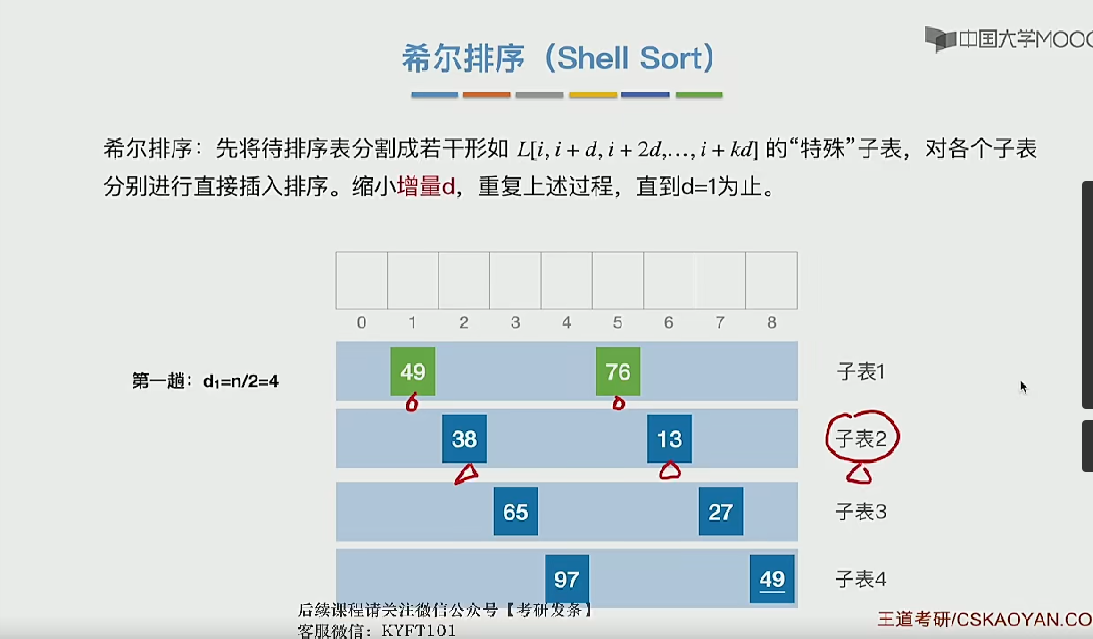 中国大学MOOC
希尔排序（Shell Sort）
希尔排序：先将待排序表分割成若干形如 L[i, i + d, i + 2d,…, i + kd] 的“特殊”子表，对各个子表
分别进行直接插入排序。缩小增量d，重复上述过程，直到d=1为止。
0 1 2 3 4 5 6 7 8
第一趟：d₁=n/2=4
49 76 子表1
38 13 子表2
65 27 子表3
97 49 子表4
后续课程请关注微信公众号【考研发条】
客服微信：KYFT101
王道考研/CSKAOYAN.CO